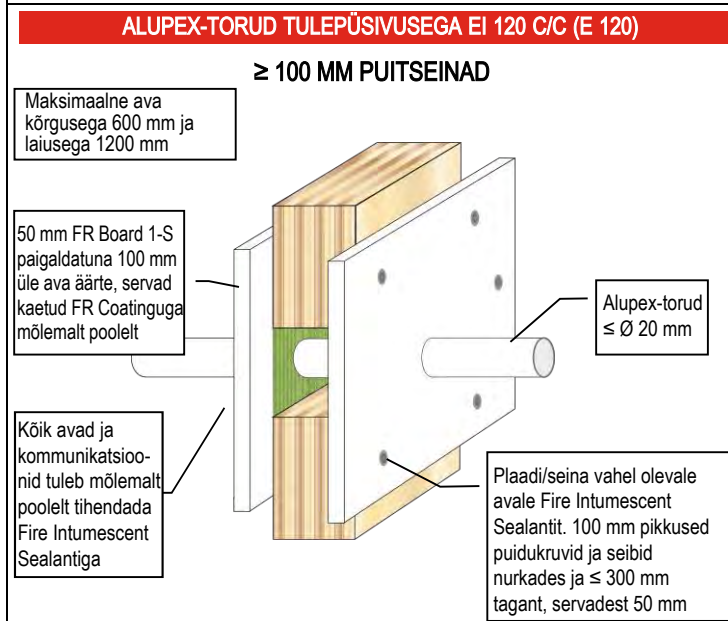 ALUPEX-TORUD TULEPÜSIVUSEGA EI 120 C/C (E 120)
≥ 100 MM PUITSEINAD
Maksimaalne ava
kõrgusega 600 mm ja
laiusega 1200 mm
50 mm FR Board 1-S
paigaldatuna 100 mm
üle ava äärte, servad
kaetud FR Coatinguga
mõlemalt poolelt
Alupex-torud
≤ Ø 20 mm
Kõik avad ja
kommunikatsioo-
nid tuleb mõlemalt
poolelt tihendada
Fire Intumescent
Sealantiga
Plaadi/seina vahel olevale
avale Fire Intumescent
Sealantit. 100 mm pikkused
puidukruvid ja seibid
nurkades ja ≤ 300 mm
tagant, servadest 50 mm